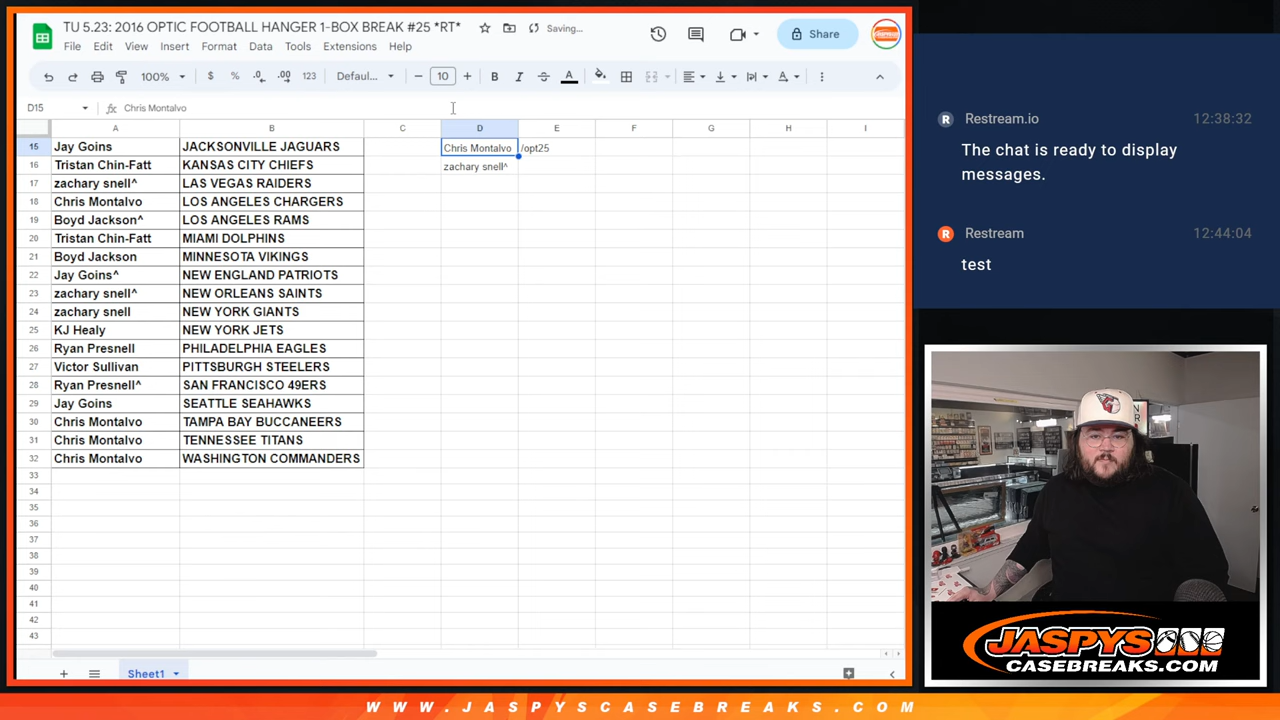 TU 5.23: 2016 OPTIC FOOTBALL HANGER 1-BOX BREAK #25 *RT*
Saving...
Share
File Edit View Insert Format Data Tools Extensions Help
100% $ % .0 .00 123 Defaul... 10 B I A
D15 fx Chris Montalvo
A B C D E F G H I
15 Jay Goins JACKSONVILLE JAGUARS Chris Montalvo /opt25
16 Tristan Chin-Fatt KANSAS CITY CHIEFS zachary snell^
17 zachary snell^ LAS VEGAS RAIDERS
18 Chris Montalvo LOS ANGELES CHARGERS
19 Boyd Jackson^ LOS ANGELES RAMS
20 Tristan Chin-Fatt MIAMI DOLPHINS
21 Boyd Jackson MINNESOTA VIKINGS
22 Jay Goins^ NEW ENGLAND PATRIOTS
23 zachary snell^ NEW ORLEANS SAINTS
24 zachary snell NEW YORK GIANTS
25 KJ Healy NEW YORK JETS
26 Ryan Presnell PHILADELPHIA EAGLES
27 Victor Sullivan PITTSBURGH STEELERS
28 Ryan Presnell^ SAN FRANCISCO 49ERS
29 Jay Goins SEATTLE SEAHAWKS
30 Chris Montalvo TAMPA BAY BUCCANEERS
31 Chris Montalvo TENNESSEE TITANS
32 Chris Montalvo WASHINGTON COMMANDERS
33
34
35
36
37
38
39
40
41
42
43
Sheet1
Restream.io 12:38:32
The chat is ready to display
messages.
Restream 12:44:04
test
JASPYS
CASEBREAKS.COM
WWW.JASPYSCASEBREAKS.COM